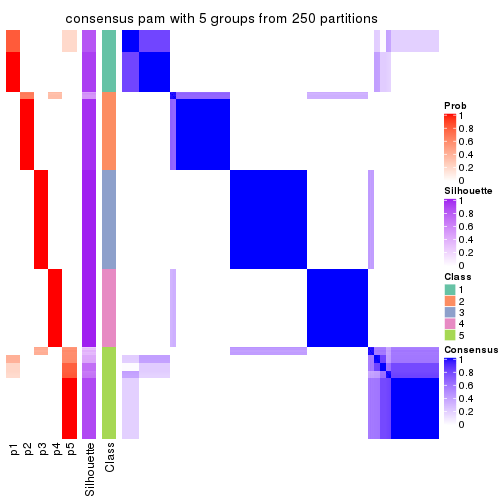 consensus pam with 5 groups from 250 partitions
Prob
1
0.8
0.6
0.4
0.2
0
Silhouette
1
0.8
0.6
0.4
0.2
0
Class
1
2
3
4
5
Consensus
1
0.8
0.6
0.4
0.2
0
p1
p2
p3
p4
p5
Silhouette
Class